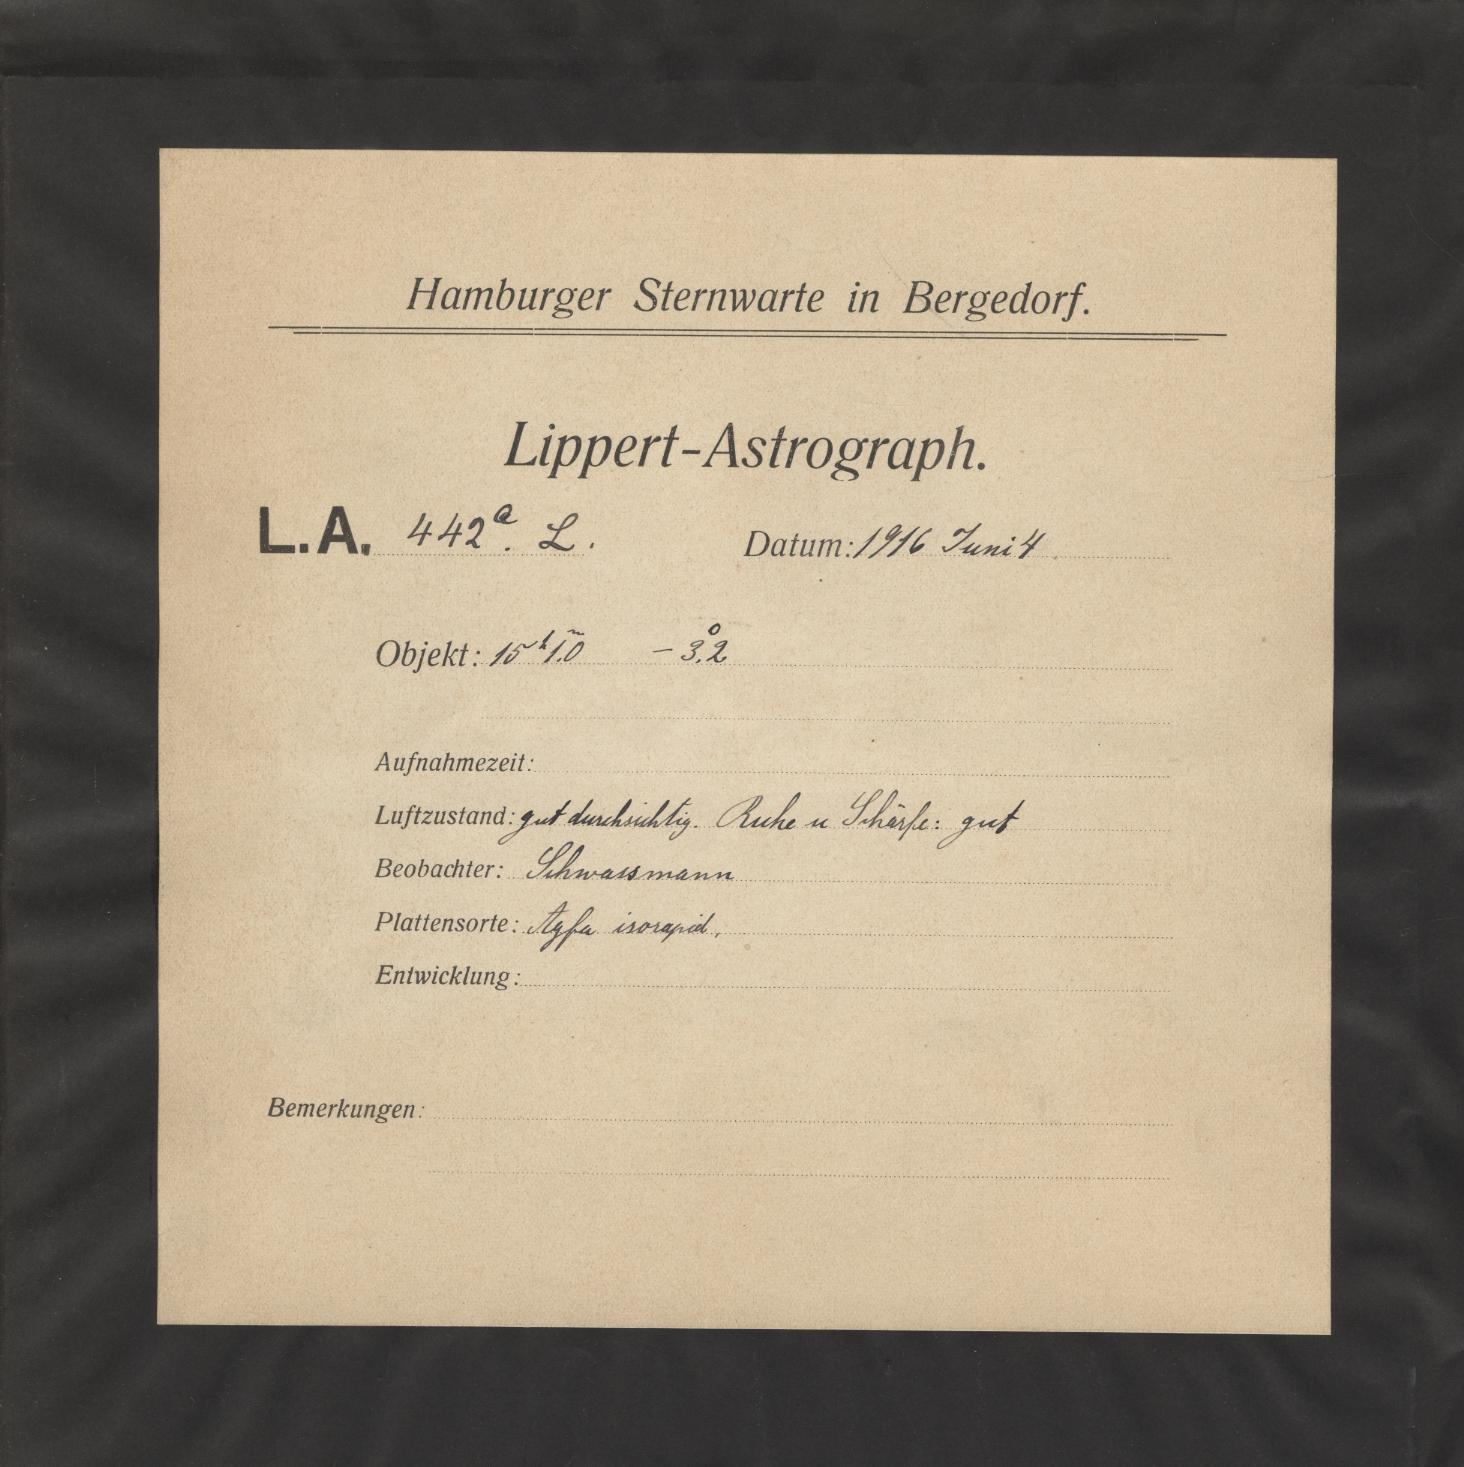 Hamburger Sternwarte in Bergedorf.
Lippert-Astrograph.
L.A. 442ᵃ. L. Datum: 1916 Juni 4
Objekt: 15ʰ 1.ᵐ0 – 3.°2
Aufnahmezeit:
Luftzustand: gut durchsichtig. Ruhe u Schärfe: gut
Beobachter: Schwassmann
Plattensorte: Agfa isorapid.
Entwicklung:
Bemerkungen: